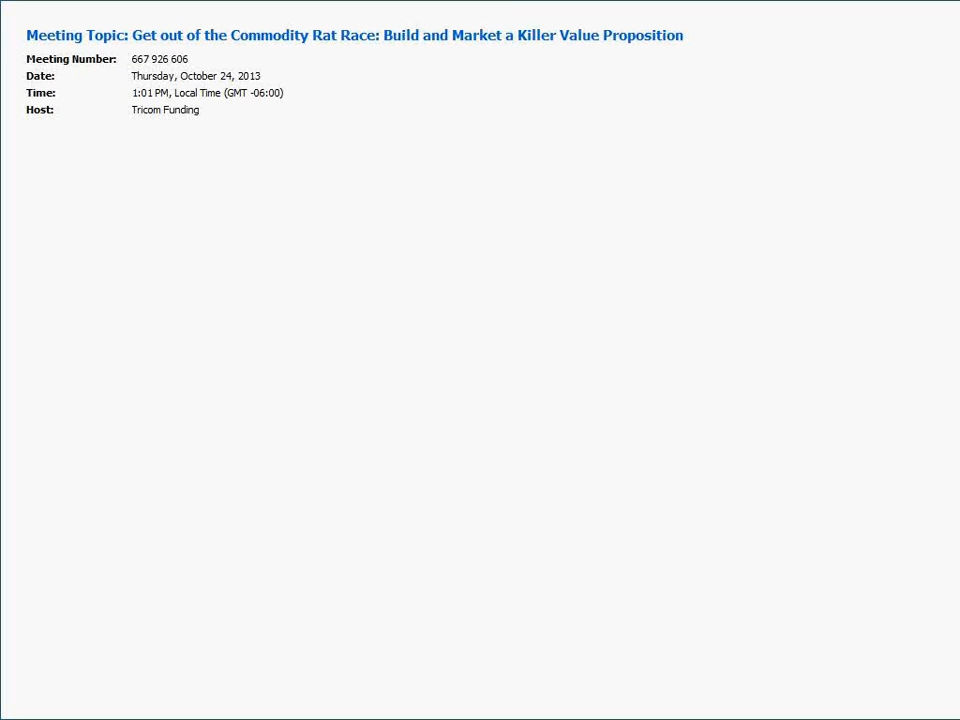 Meeting Topic: Get out of the Commodity Rat Race: Build and Market a Killer Value Proposition
Meeting Number: 667 926 606
Date: Thursday, October 24, 2013
Time: 1:01 PM, Local Time (GMT -06:00)
Host: Tricom Funding